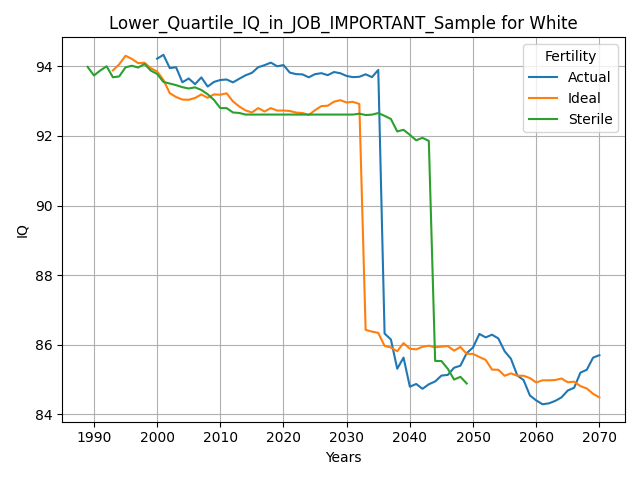 Lower_Quartile_IQ_in_JOB_IMPORTANT_Sample for White
Fertility
Actual
Ideal
Sterile
IQ
94
92
90
88
86
84
1990
2000
2010
2020
2030
2040
2050
2060
2070
Years